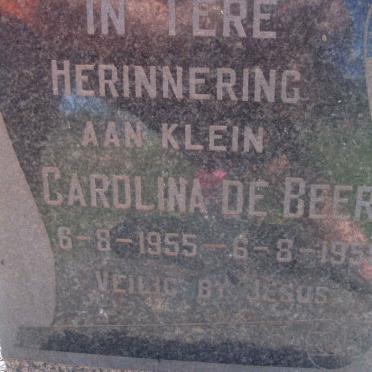 IN TERE
HERINNERING
AAN KLEIN
CAROLINA DE BEER
6-8-1955 – 6-8-195
VEILIG BY JESUS